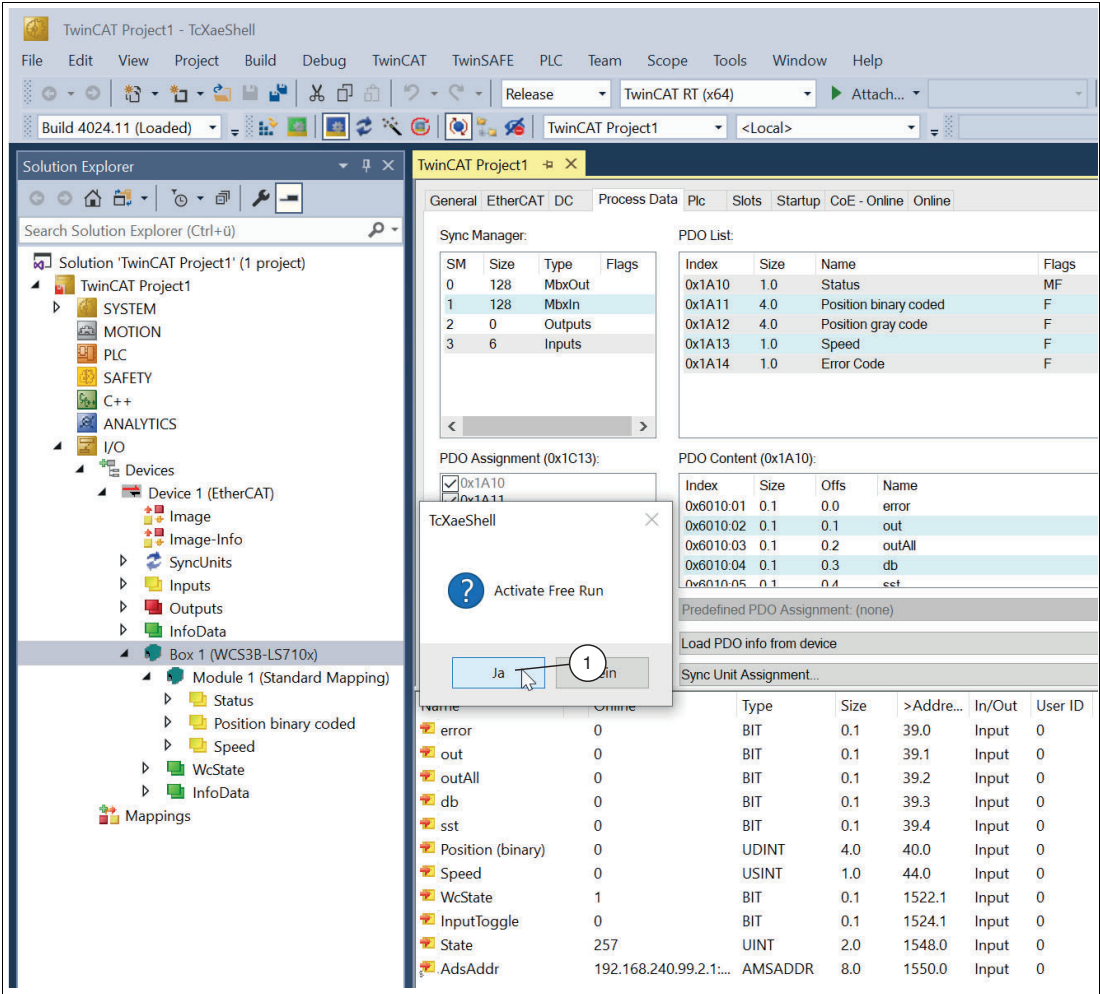 TwinCAT Project1 - TcXaeShell
File Edit View Project Build Debug TwinCAT TwinSAFE PLC Team Scope Tools Window Help
Release TwinCAT RT (x64) Attach...
Build 4024.11 (Loaded) TwinCAT Project1 <Local>
Solution Explorer
Search Solution Explorer (Ctrl+ü)
Solution 'TwinCAT Project1' (1 project)
TwinCAT Project1
SYSTEM
MOTION
PLC
SAFETY
C++
ANALYTICS
I/O
Devices
Device 1 (EtherCAT)
Image
Image-Info
SyncUnits
Inputs
Outputs
InfoData
Box 1 (WCS3B-LS710x)
Module 1 (Standard Mapping)
Status
Position binary coded
Speed
WcState
InfoData
Mappings
TwinCAT Project1
General EtherCAT DC Process Data Plc Slots Startup CoE - Online Online
Sync Manager:
SM Size Type Flags
0 128 MbxOut
1 128 MbxIn
2 0 Outputs
3 6 Inputs
PDO List:
Index Size Name Flags
0x1A10 1.0 Status MF
0x1A11 4.0 Position binary coded F
0x1A12 4.0 Position gray code F
0x1A13 1.0 Speed F
0x1A14 1.0 Error Code F
PDO Assignment (0x1C13):
0x1A10
0x1A11
PDO Content (0x1A10):
Index Size Offs Name
0x6010:01 0.1 0.0 error
0x6010:02 0.1 0.1 out
0x6010:03 0.1 0.2 outAll
0x6010:04 0.1 0.3 db
0x6010:05 0.1 0.4 sst
Predefined PDO Assignment: (none)
Load PDO info from device
Sync Unit Assignment...
TcXaeShell
Activate Free Run
Ja
1
Name Online Type Size >Addre... In/Out User ID
error 0 BIT 0.1 39.0 Input 0
out 0 BIT 0.1 39.1 Input 0
outAll 0 BIT 0.1 39.2 Input 0
db 0 BIT 0.1 39.3 Input 0
sst 0 BIT 0.1 39.4 Input 0
Position (binary) 0 UDINT 4.0 40.0 Input 0
Speed 0 USINT 1.0 44.0 Input 0
WcState 1 BIT 0.1 1522.1 Input 0
InputToggle 0 BIT 0.1 1524.1 Input 0
State 257 UINT 2.0 1548.0 Input 0
AdsAddr 192.168.240.99.2.1:... AMSADDR 8.0 1550.0 Input 0